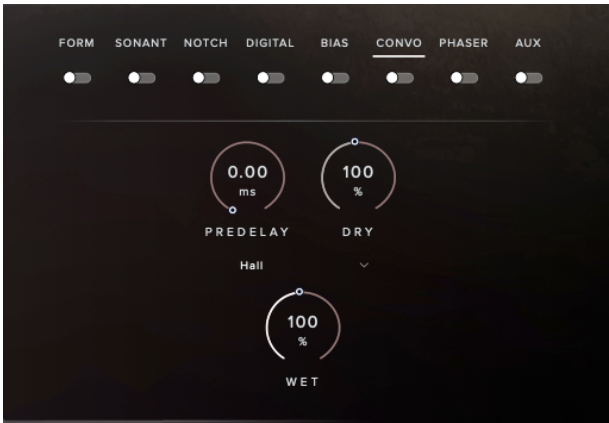 FORM SONANT NOTCH DIGITAL BIAS CONVO PHASER AUX
0.00 100
ms %
PREDELAY DRY
Hall
100
%
WET